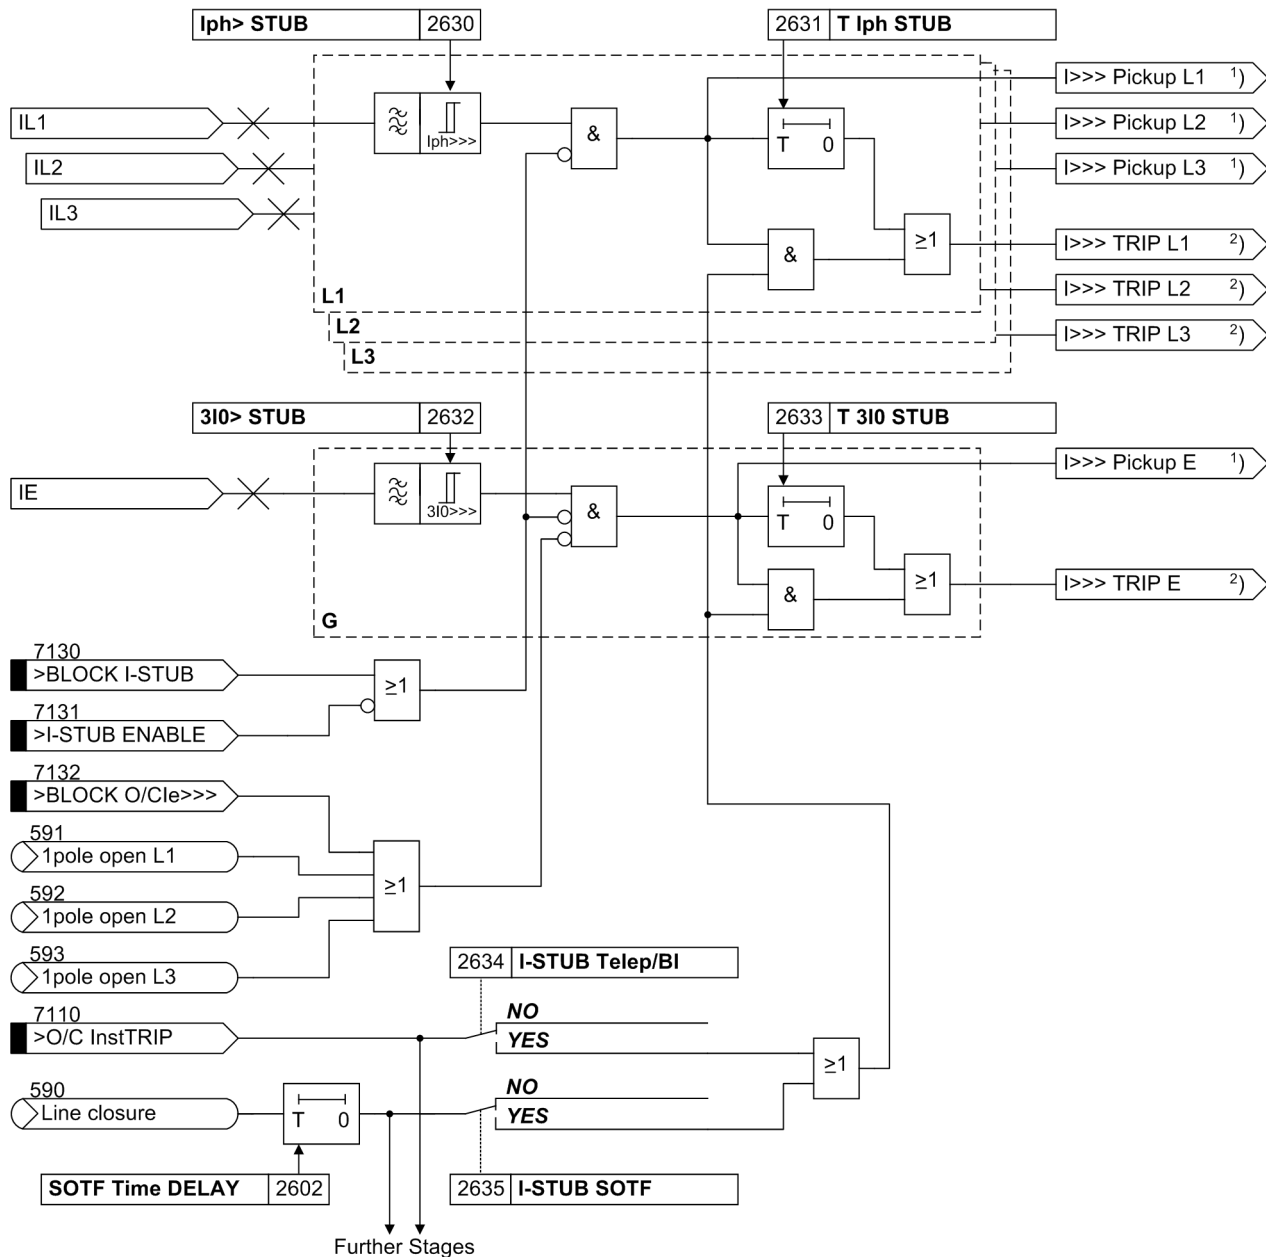 Iph> STUB 2630
2631 T Iph STUB
I>>> Pickup L1 1)
IL1
Iph>>>
&
T 0
I>>> Pickup L2 1)
IL2
I>>> Pickup L3 1)
IL3
&
≥1
I>>> TRIP L1 2)
L1
I>>> TRIP L2 2)
L2
I>>> TRIP L3 2)
L3
3I0> STUB 2632
2633 T 3I0 STUB
I>>> Pickup E 1)
IE
3I0>>>
&
T 0
&
≥1
I>>> TRIP E 2)
G
7130
>BLOCK I-STUB
≥1
7131
>I-STUB ENABLE
7132
>BLOCK O/CIe>>>
591
1pole open L1
≥1
592
1pole open L2
593
1pole open L3
2634 I-STUB Telep/BI
7110
>O/C InstTRIP
NO
YES
≥1
590
Line closure
T 0
NO
YES
SOTF Time DELAY 2602
2635 I-STUB SOTF
Further Stages